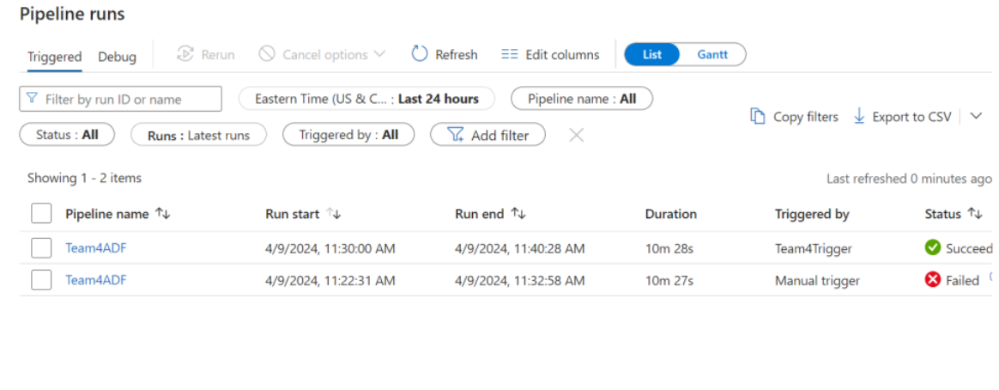 Pipeline runs
Triggered Debug Rerun Cancel options Refresh Edit columns List Gantt
Filter by run ID or name Eastern Time (US & C... : Last 24 hours Pipeline name : All
Copy filters Export to CSV
Status : All Runs : Latest runs Triggered by : All Add filter
Showing 1 - 2 items Last refreshed 0 minutes ago
Pipeline name Run start Run end Duration Triggered by Status
Team4ADF 4/9/2024, 11:30:00 AM 4/9/2024, 11:40:28 AM 10m 28s Team4Trigger Succeed
Team4ADF 4/9/2024, 11:22:31 AM 4/9/2024, 11:32:58 AM 10m 27s Manual trigger Failed